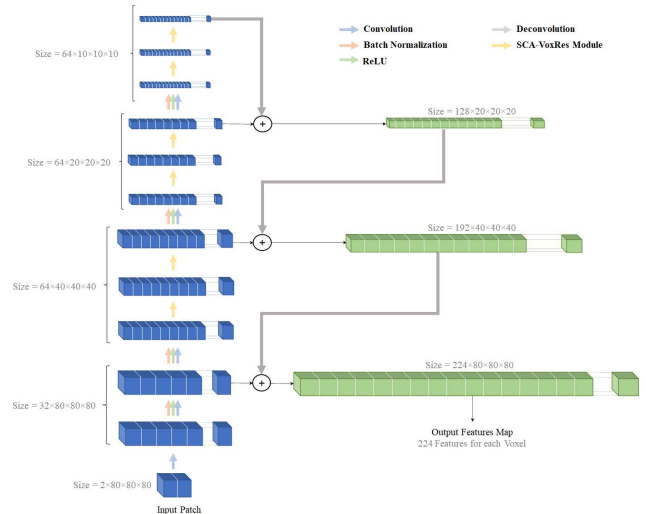 Convolution
Deconvolution
Batch Normalization
SCA-VoxRes Module
ReLU
Size = 64×10×10×10
Size = 128×20×20×20
Size = 64×20×20×20
Size = 192×40×40×40
Size = 64×40×40×40
Size = 224×80×80×80
Size = 32×80×80×80
Output Features Map
224 Features for each Voxel
Size = 2×80×80×80
Input Patch